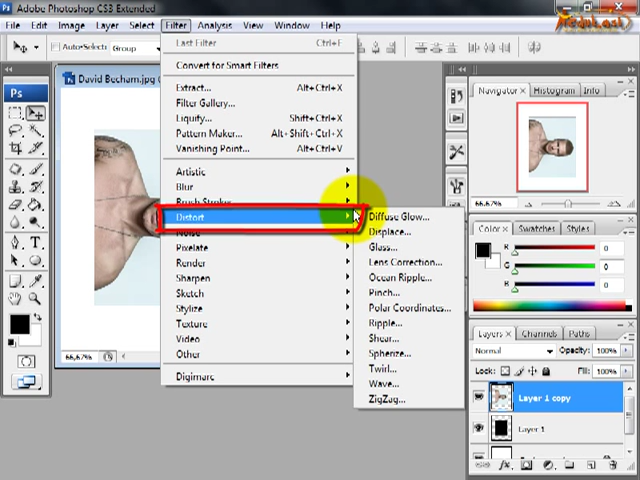 Adobe Photoshop CS3 Extended
File Edit Image Layer Select Filter Analysis View Window Help
Auto-Select: Group
David Becham.jpg
Last Filter Ctrl+F
Convert for Smart Filters
Extract... Alt+Ctrl+X
Filter Gallery...
Liquify... Shift+Ctrl+X
Pattern Maker... Alt+Shift+Ctrl+X
Vanishing Point... Alt+Ctrl+V
Artistic
Blur
Brush Strokes
Distort
Noise
Pixelate
Render
Sharpen
Sketch
Stylize
Texture
Video
Other
Digimarc
Diffuse Glow...
Displace...
Glass...
Lens Correction...
Ocean Ripple...
Pinch...
Polar Coordinates...
Ripple...
Shear...
Spherize...
Twirl...
Wave...
ZigZag...
66,67%
Ps
Navigator x Histogram Info
66,67%
Color x Swatches Styles
R 0
G 0
B 0
Layers x Channels Paths
Normal Opacity: 100%
Lock: Fill: 100%
Layer 1 copy
Layer 1